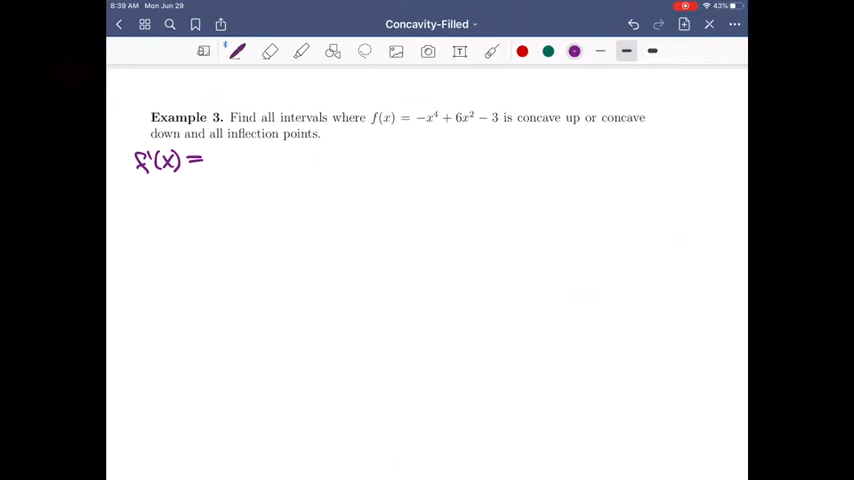 8:39 AM Mon Jun 29
43%
Concavity-Filled
T
Example 3. Find all intervals where f(x) = −x⁴ + 6x² − 3 is concave up or concave
down and all inflection points.
f'(x) =